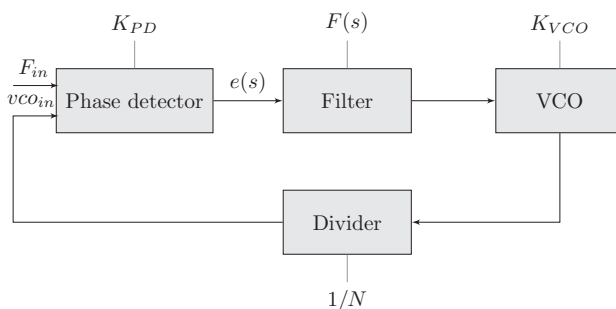 K_{PD}
F(s)
K_{VCO}
F_{in}
vco_{in}
Phase detector
e(s)
Filter
VCO
Divider
1/N